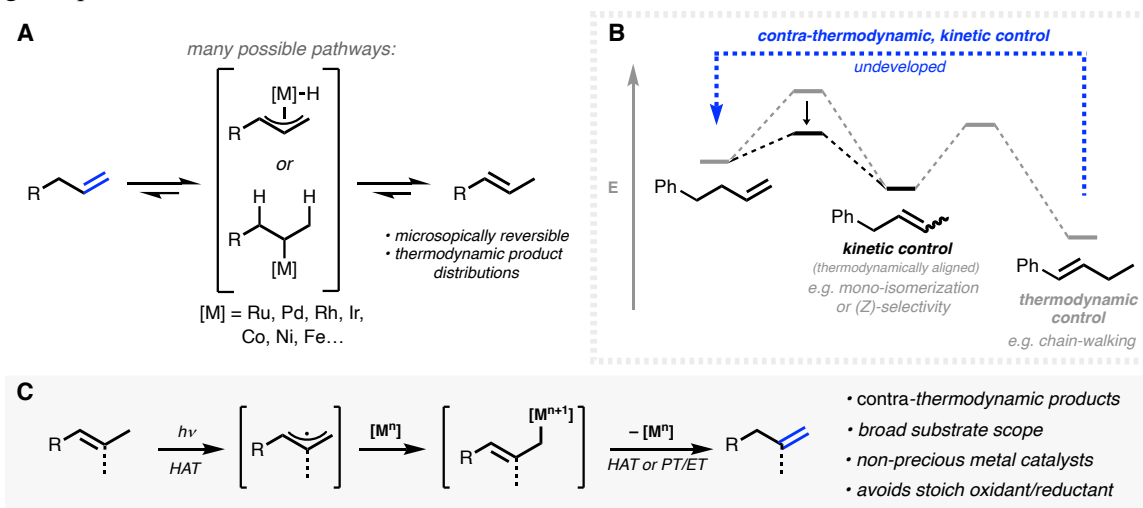 A
many possible pathways:
[M]-H
R
or
H
H
R
[M]
R
R
• microsopically reversible
• thermodynamic product
distributions
[M] = Ru, Pd, Rh, Ir,
Co, Ni, Fe…
B
contra-thermodynamic, kinetic control
undeveloped
E
Ph
Ph
kinetic control
(thermodynamically aligned)
e.g. mono-isomerization
or (Z)-selectivity
Ph
thermodynamic
control
e.g. chain-walking
C
R
hν
HAT
R
[Mⁿ]
[Mⁿ⁺¹]
R
– [Mⁿ]
HAT or PT/ET
R
• contra-thermodynamic products
• broad substrate scope
• non-precious metal catalysts
• avoids stoich oxidant/reductant